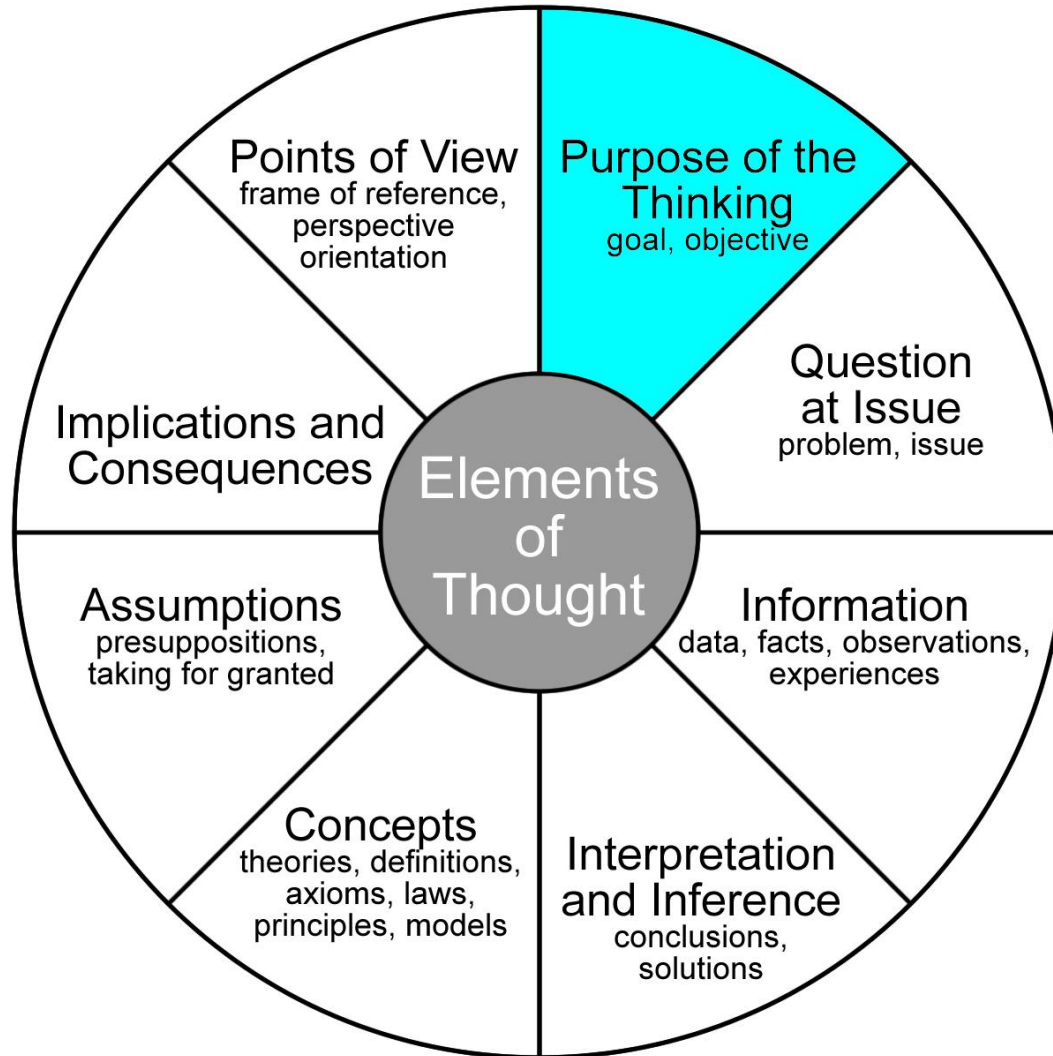 Elements
of
Thought
Purpose of the
Thinking
goal, objective
Question
at Issue
problem, issue
Information
data, facts, observations,
experiences
Interpretation
and Inference
conclusions,
solutions
Concepts
theories, definitions,
axioms, laws,
principles, models
Assumptions
presuppositions,
taking for granted
Implications and
Consequences
Points of View
frame of reference,
perspective
orientation